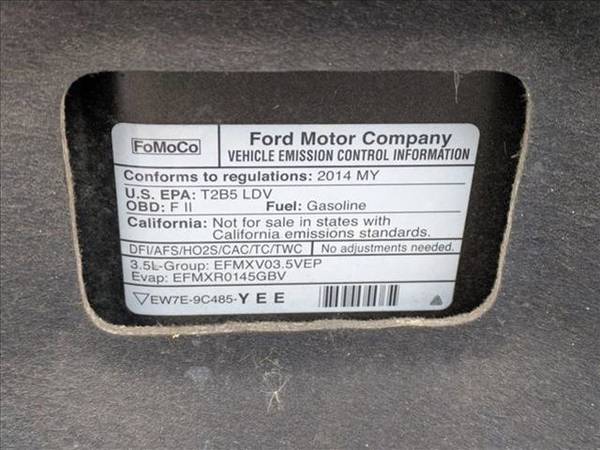 FoMoCo
Ford Motor Company
VEHICLE EMISSION CONTROL INFORMATION
Conforms to regulations: 2014 MY
U.S. EPA: T2B5 LDV
OBD: F II Fuel: Gasoline
California: Not for sale in states with
California emissions standards.
DFI/AFS/HO2S/CAC/TC/TWC No adjustments needed.
3.5L-Group: EFMXV03.5VEP
Evap: EFMXR0145GBV
EW7E-9C485-YEE